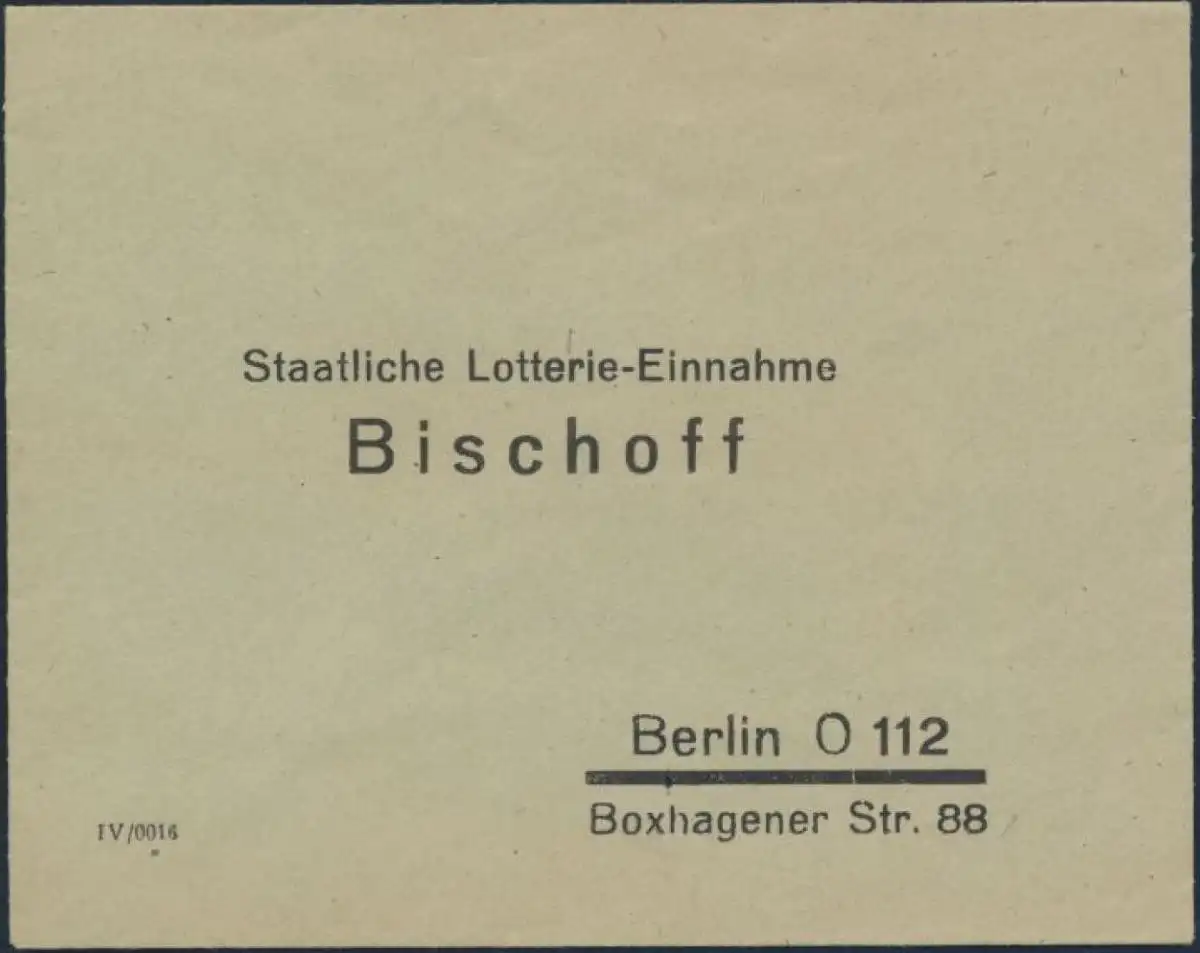 Staatliche Lotterie-Einnahme
Bischoff
Berlin O 112
Boxhagener Str. 88
IV/0016